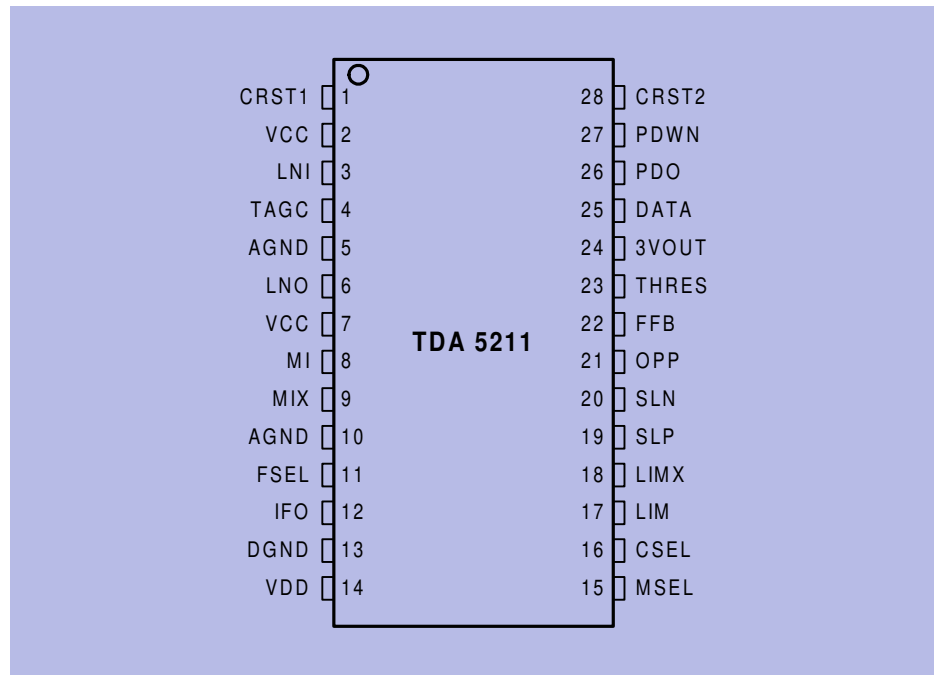 CRST1 1 28 CRST2
VCC 2 27 PDWN
LNI 3 26 PDO
TAGC 4 25 DATA
AGND 5 24 3VOUT
LNO 6 23 THRES
VCC 7 22 FFB
TDA 5211
MI 8 21 OPP
MIX 9 20 SLN
AGND 10 19 SLP
FSEL 11 18 LIMX
IFO 12 17 LIM
DGND 13 16 CSEL
VDD 14 15 MSEL